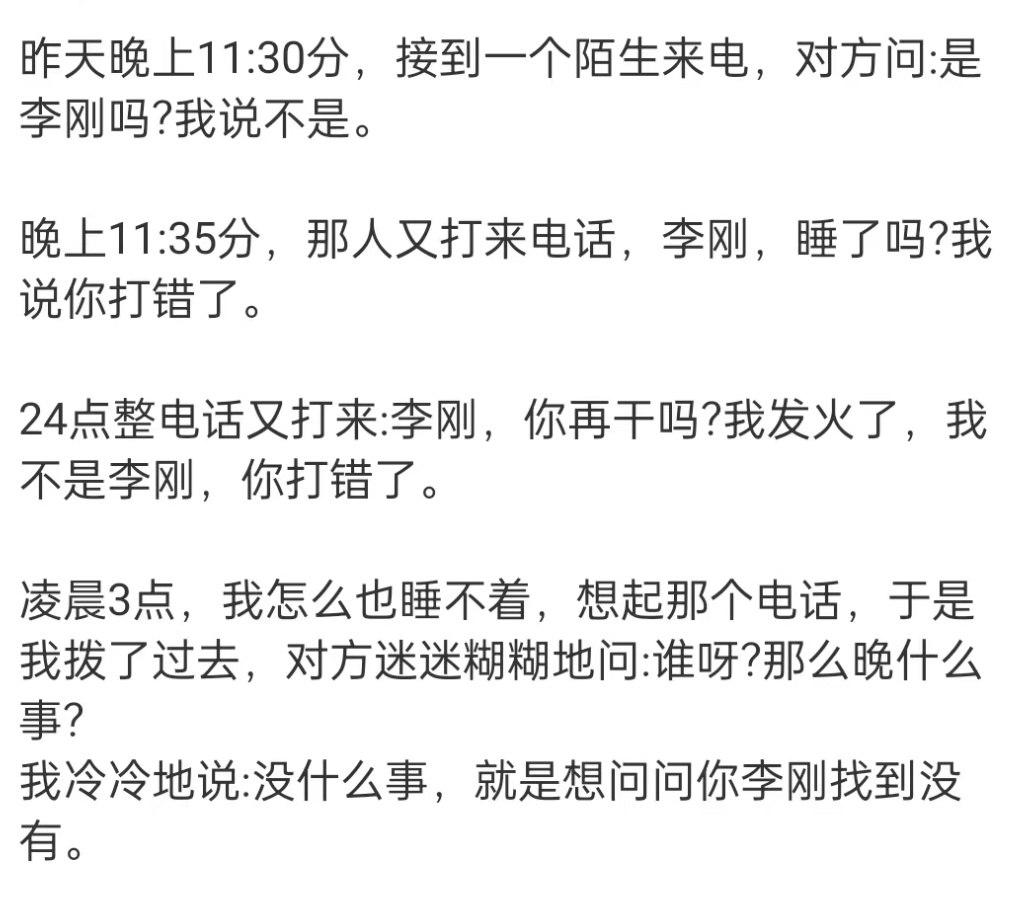 昨天晚上11:30分，接到一个陌生来电，对方问:是
李刚吗?我说不是。
晚上11:35分，那人又打来电话，李刚，睡了吗?我
说你打错了。
24点整电话又打来:李刚，你再干吗?我发火了，我
不是李刚，你打错了。
凌晨3点，我怎么也睡不着，想起那个电话，于是
我拨了过去，对方迷迷糊糊地问:谁呀?那么晚什么
事?
我冷冷地说:没什么事，就是想问问你李刚找到没
有。